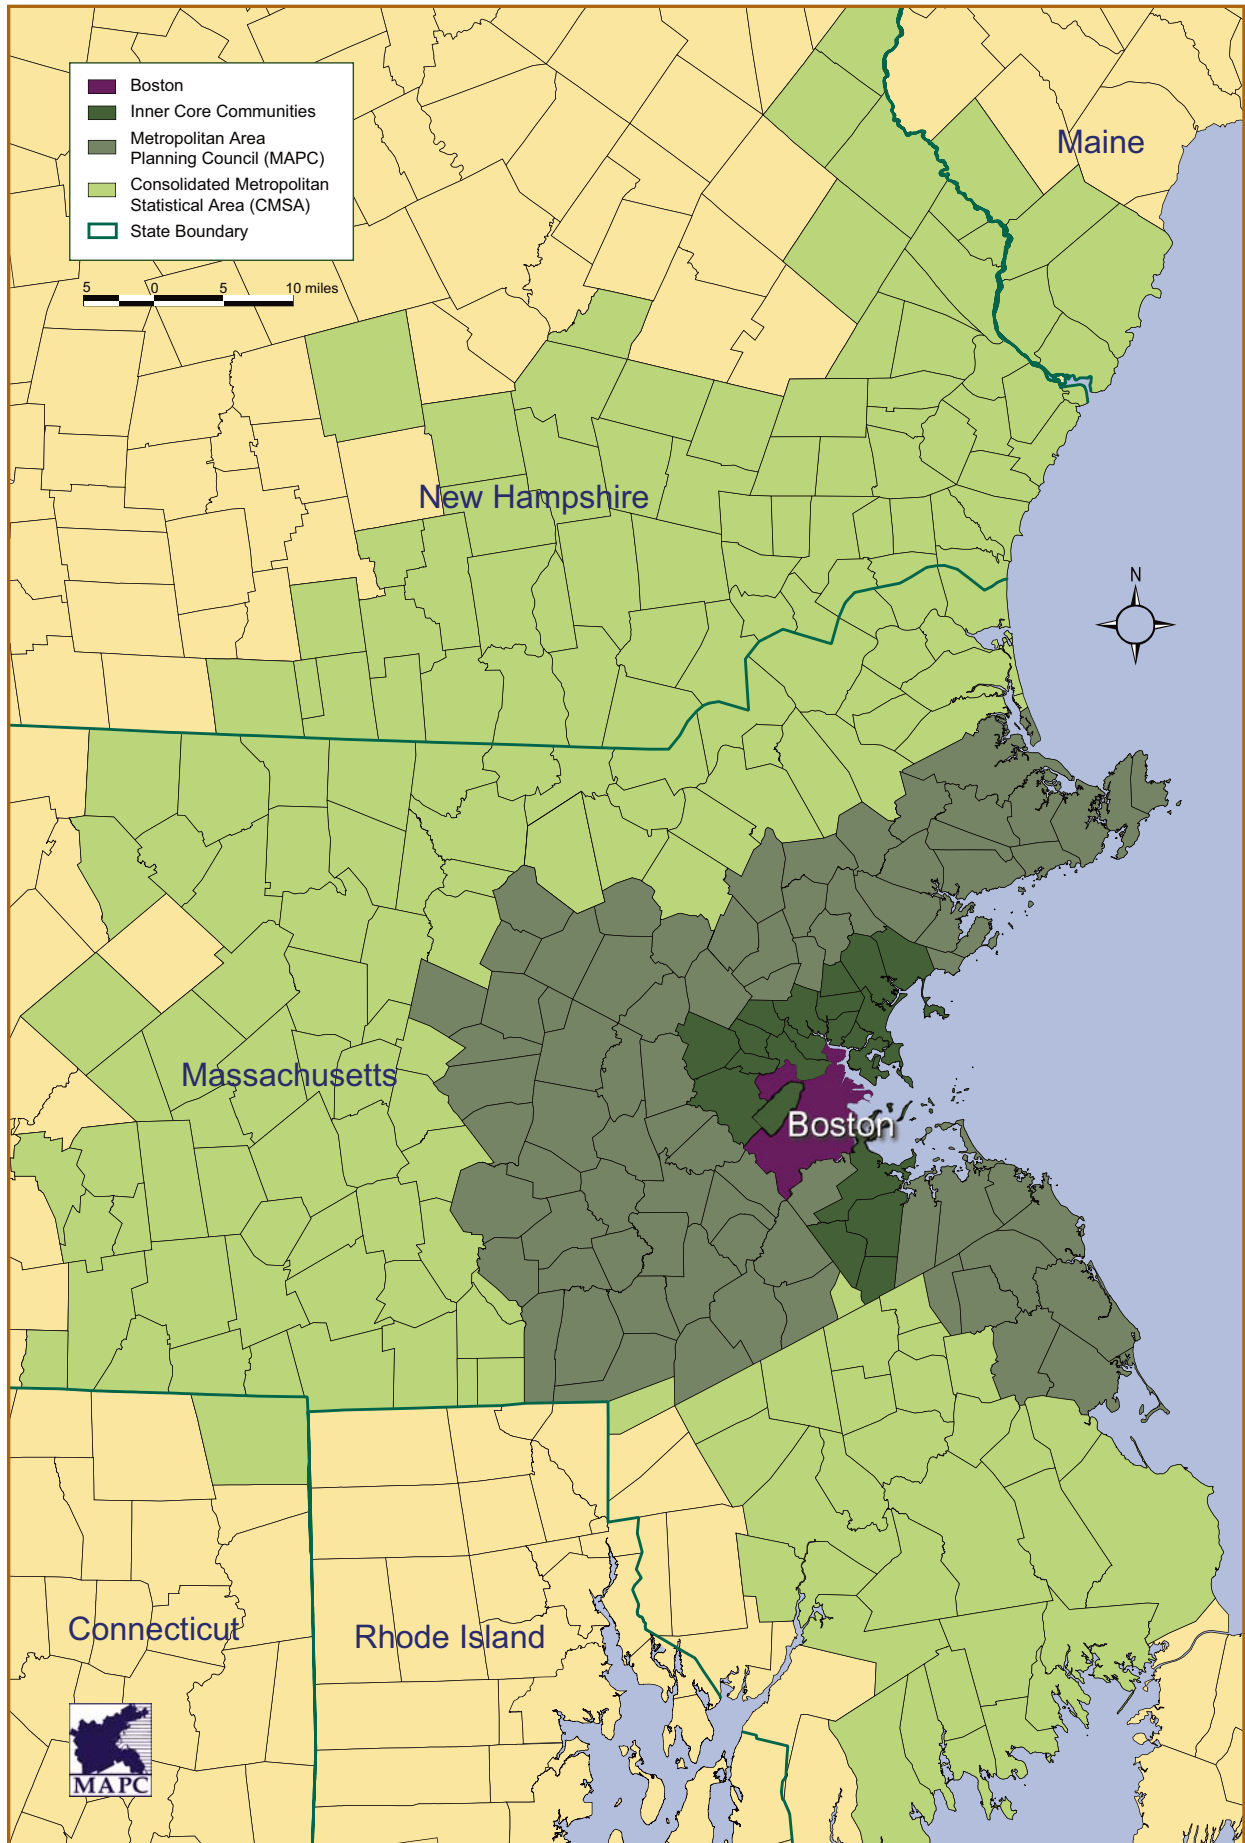 Boston
Inner Core Communities
Metropolitan Area
Planning Council (MAPC)
Consolidated Metropolitan
Statistical Area (CMSA)
State Boundary
5 0 5 10 miles
Maine
New Hampshire
N
Massachusetts
Boston
Connecticut
Rhode Island
MAPC